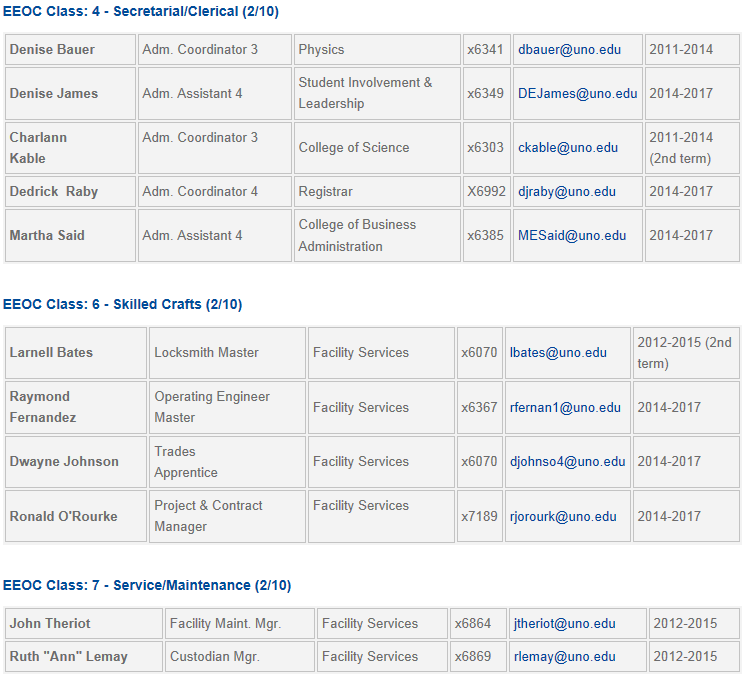 EEOC Class: 4 - Secretarial/Clerical (2/10)
Denise Bauer Adm. Coordinator 3 Physics x6341 dbauer@uno.edu 2011-2014
Denise James Adm. Assistant 4 Student Involvement & Leadership x6349 DEJames@uno.edu 2014-2017
Charlann Kable Adm. Coordinator 3 College of Science x6303 ckable@uno.edu 2011-2014 (2nd term)
Dedrick Raby Adm. Coordinator 4 Registrar X6992 djraby@uno.edu 2014-2017
Martha Said Adm. Assistant 4 College of Business Administration x6385 MESaid@uno.edu 2014-2017
EEOC Class: 6 - Skilled Crafts (2/10)
Larnell Bates Locksmith Master Facility Services x6070 lbates@uno.edu 2012-2015 (2nd term)
Raymond Fernandez Operating Engineer Master Facility Services x6367 rfernan1@uno.edu 2014-2017
Dwayne Johnson Trades Apprentice Facility Services x6070 djohnso4@uno.edu 2014-2017
Ronald O'Rourke Project & Contract Manager Facility Services x7189 rjorourk@uno.edu 2014-2017
EEOC Class: 7 - Service/Maintenance (2/10)
John Theriot Facility Maint. Mgr. Facility Services x6864 jtheriot@uno.edu 2012-2015
Ruth "Ann" Lemay Custodian Mgr. Facility Services x6869 rlemay@uno.edu 2012-2015